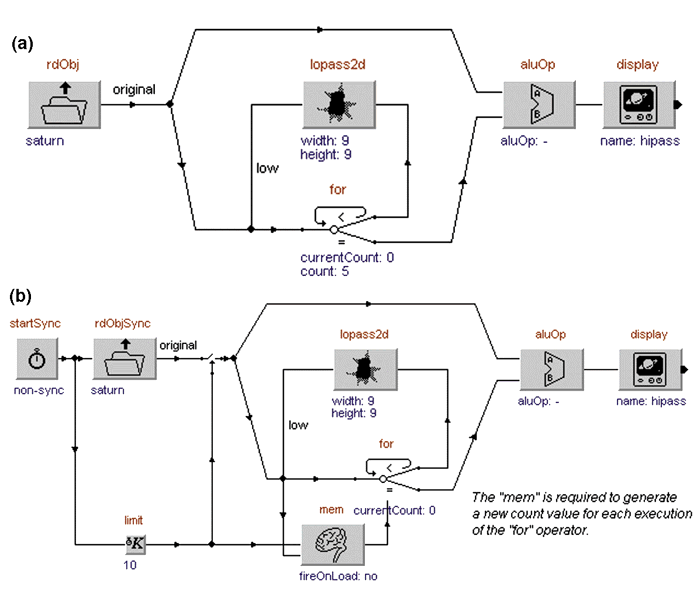 (a)
rdObj
original
saturn
lopass2d
width: 9
height: 9
low
for
<
=
currentCount: 0
count: 5
aluOp
A
B
aluOp: -
display
name: hipass
(b)
startSync
non-sync
rdObjSync
original
saturn
lopass2d
width: 9
height: 9
low
for
<
=
currentCount: 0
mem
fireOnLoad: no
limit
K
10
aluOp
A
B
aluOp: -
display
name: hipass
The "mem" is required to generate
a new count value for each execution
of the "for" operator.